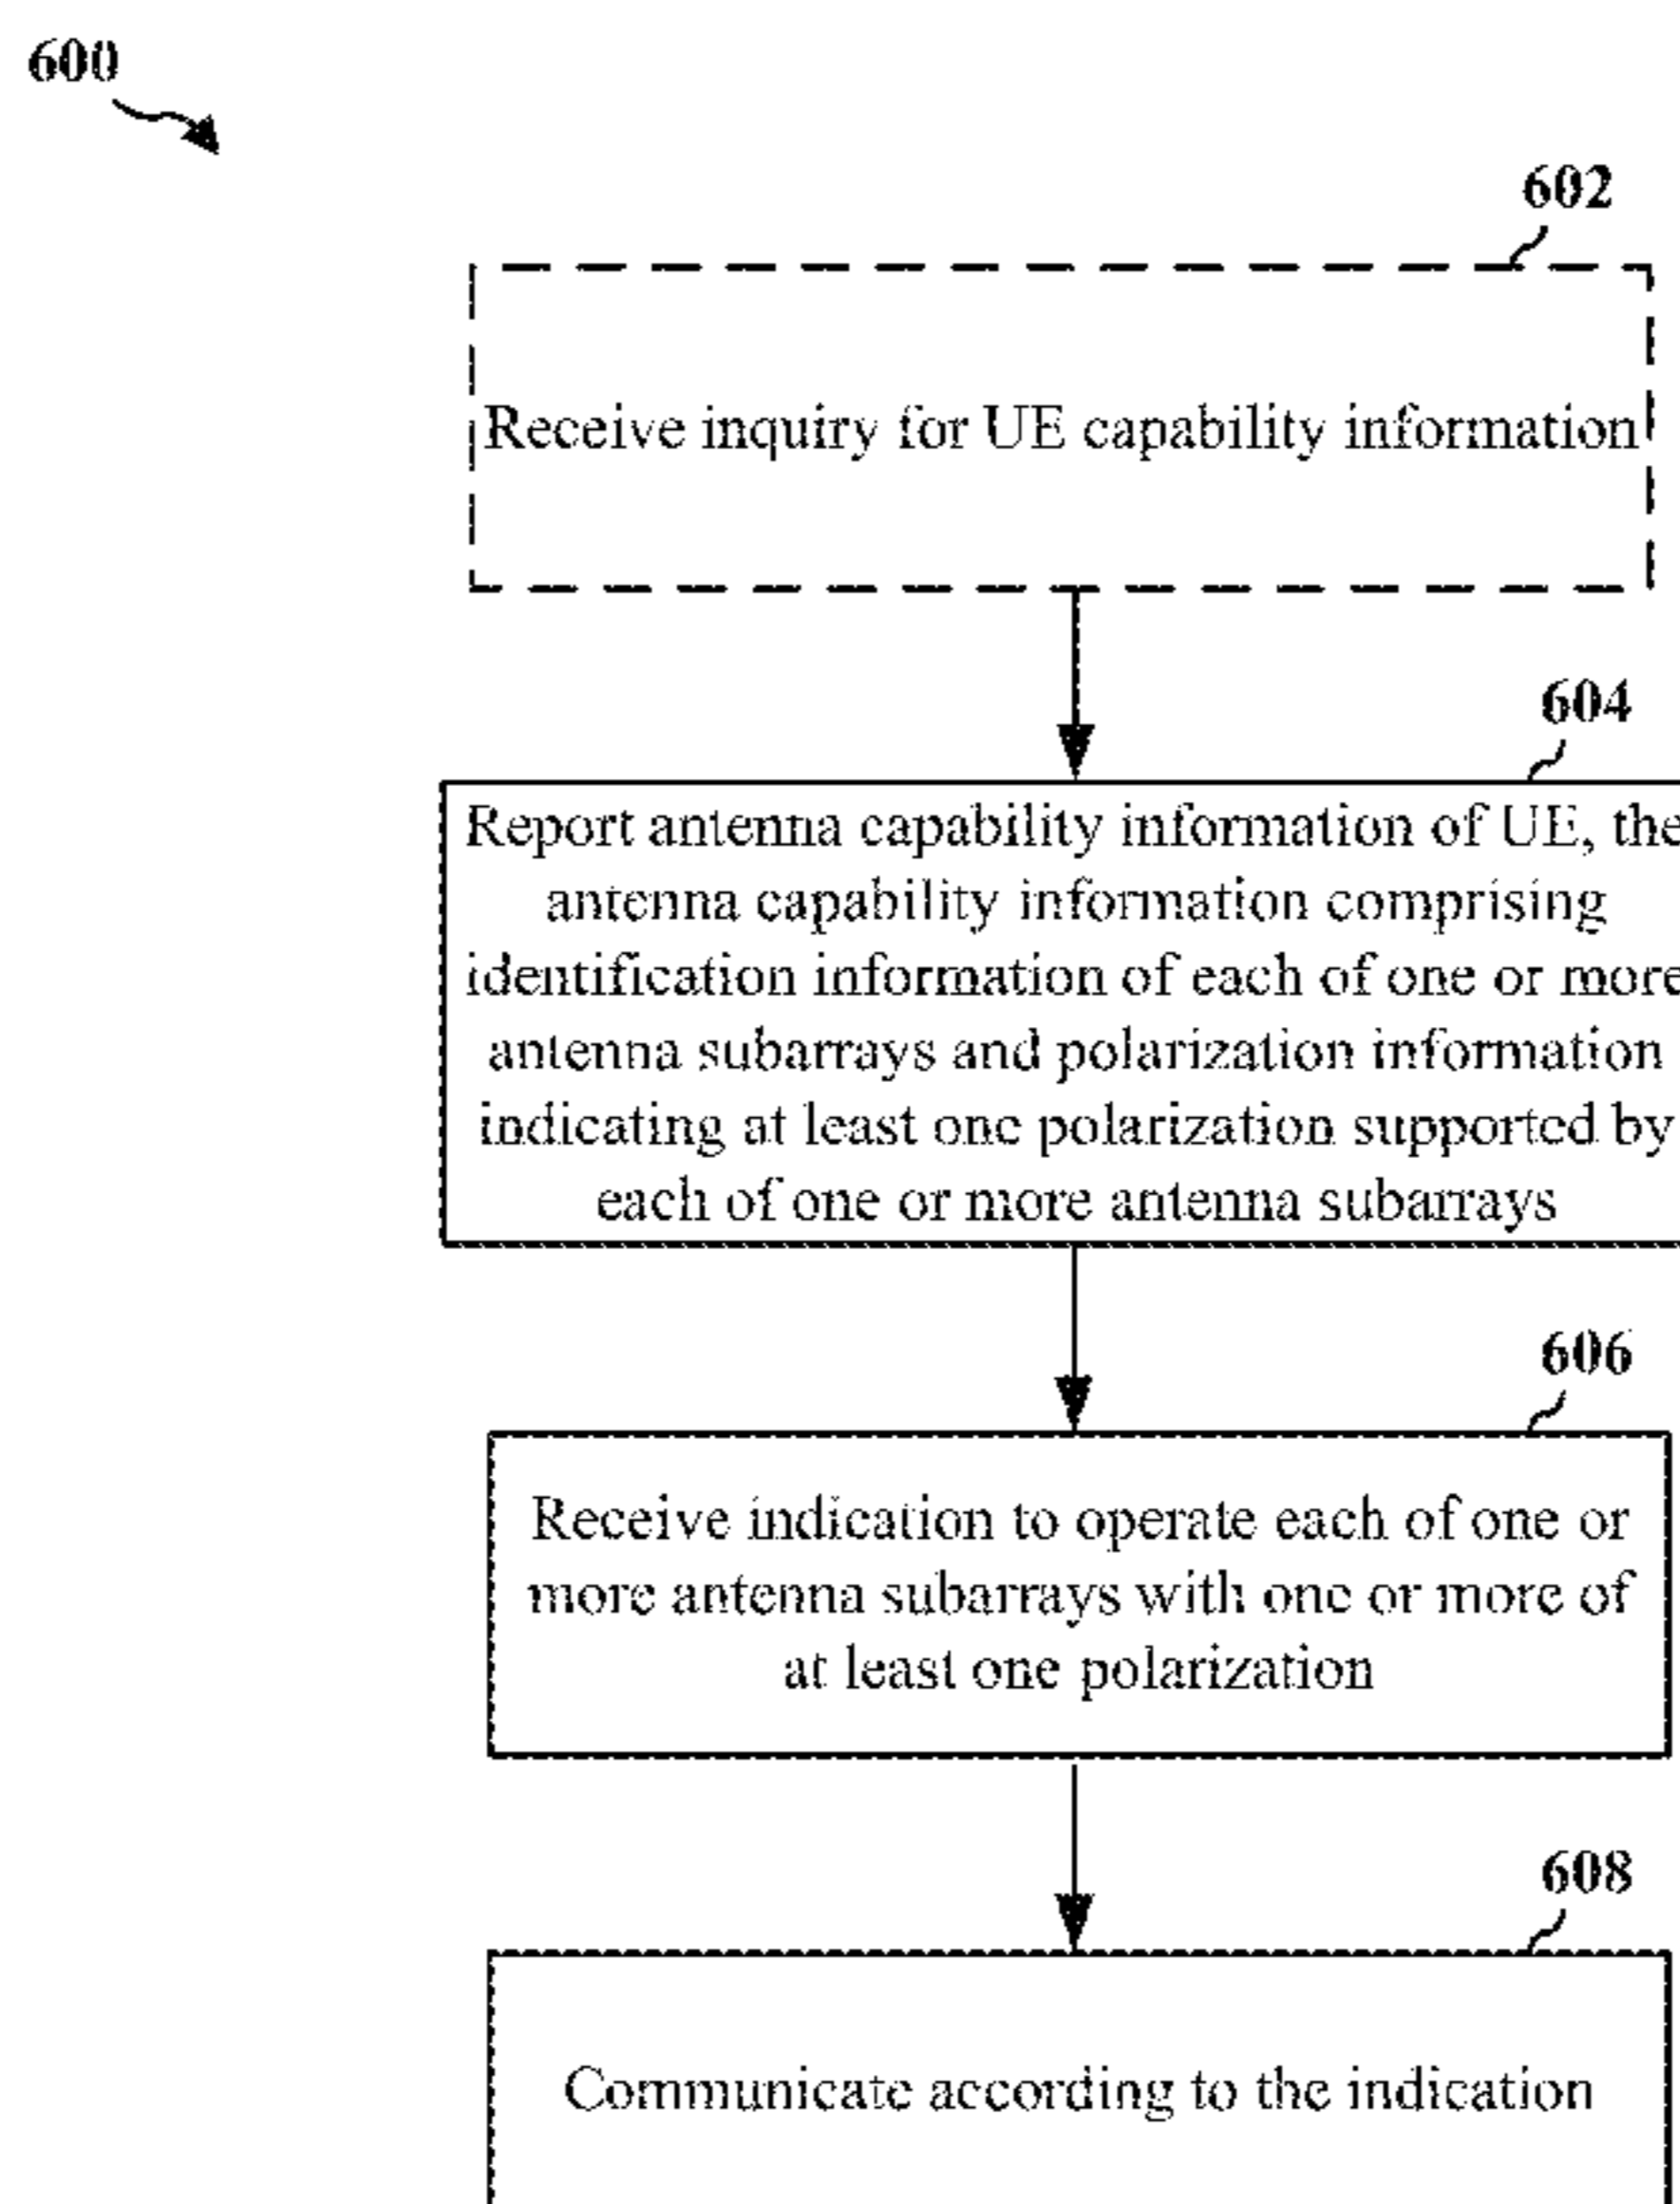 600
602
Receive inquiry for UE capability information
604
Report antenna capability information of UE, the
antenna capability information comprising
identification information of each of one or more
antenna subarrays and polarization information
indicating at least one polarization supported by
each of one or more antenna subarrays
606
Receive indication to operate each of one or
more antenna subarrays with one or more of
at least one polarization
608
Communicate according to the indication